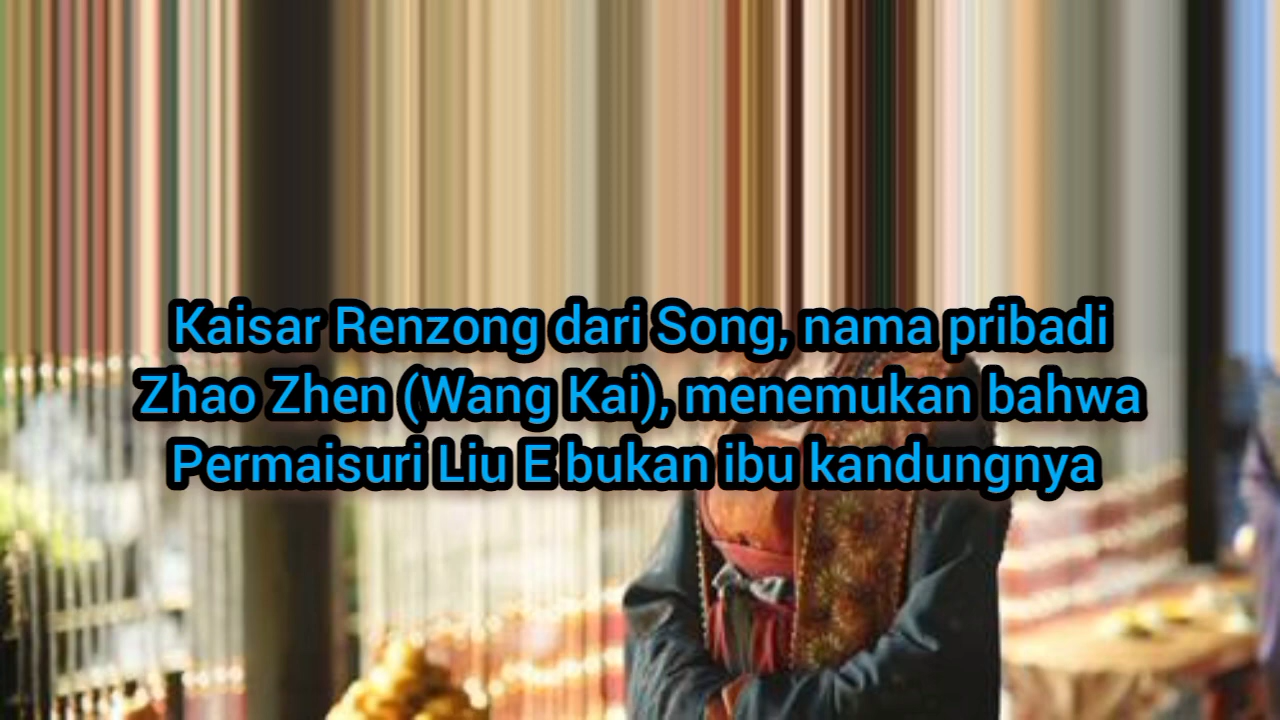 Kaisar Renzong dari Song, nama pribadi
Zhao Zhen (Wang Kai), menemukan bahwa
Permaisuri Liu E bukan ibu kandungnya